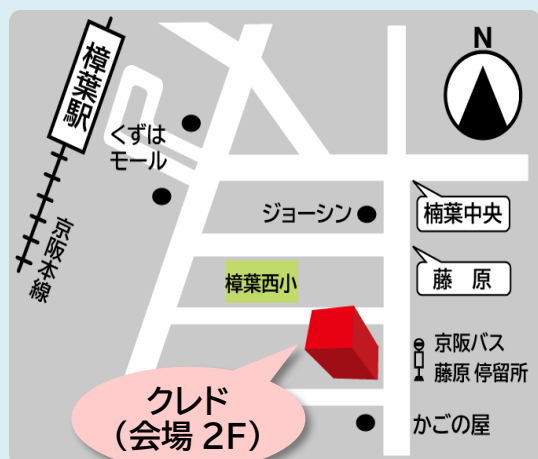 N
樟葉駅
くずは
モール
京阪本線
ジョーシン
楠葉中央
樟葉西小
藤 原
京阪バス
藤原 停留所
クレド
(会場 2F)
かごの屋